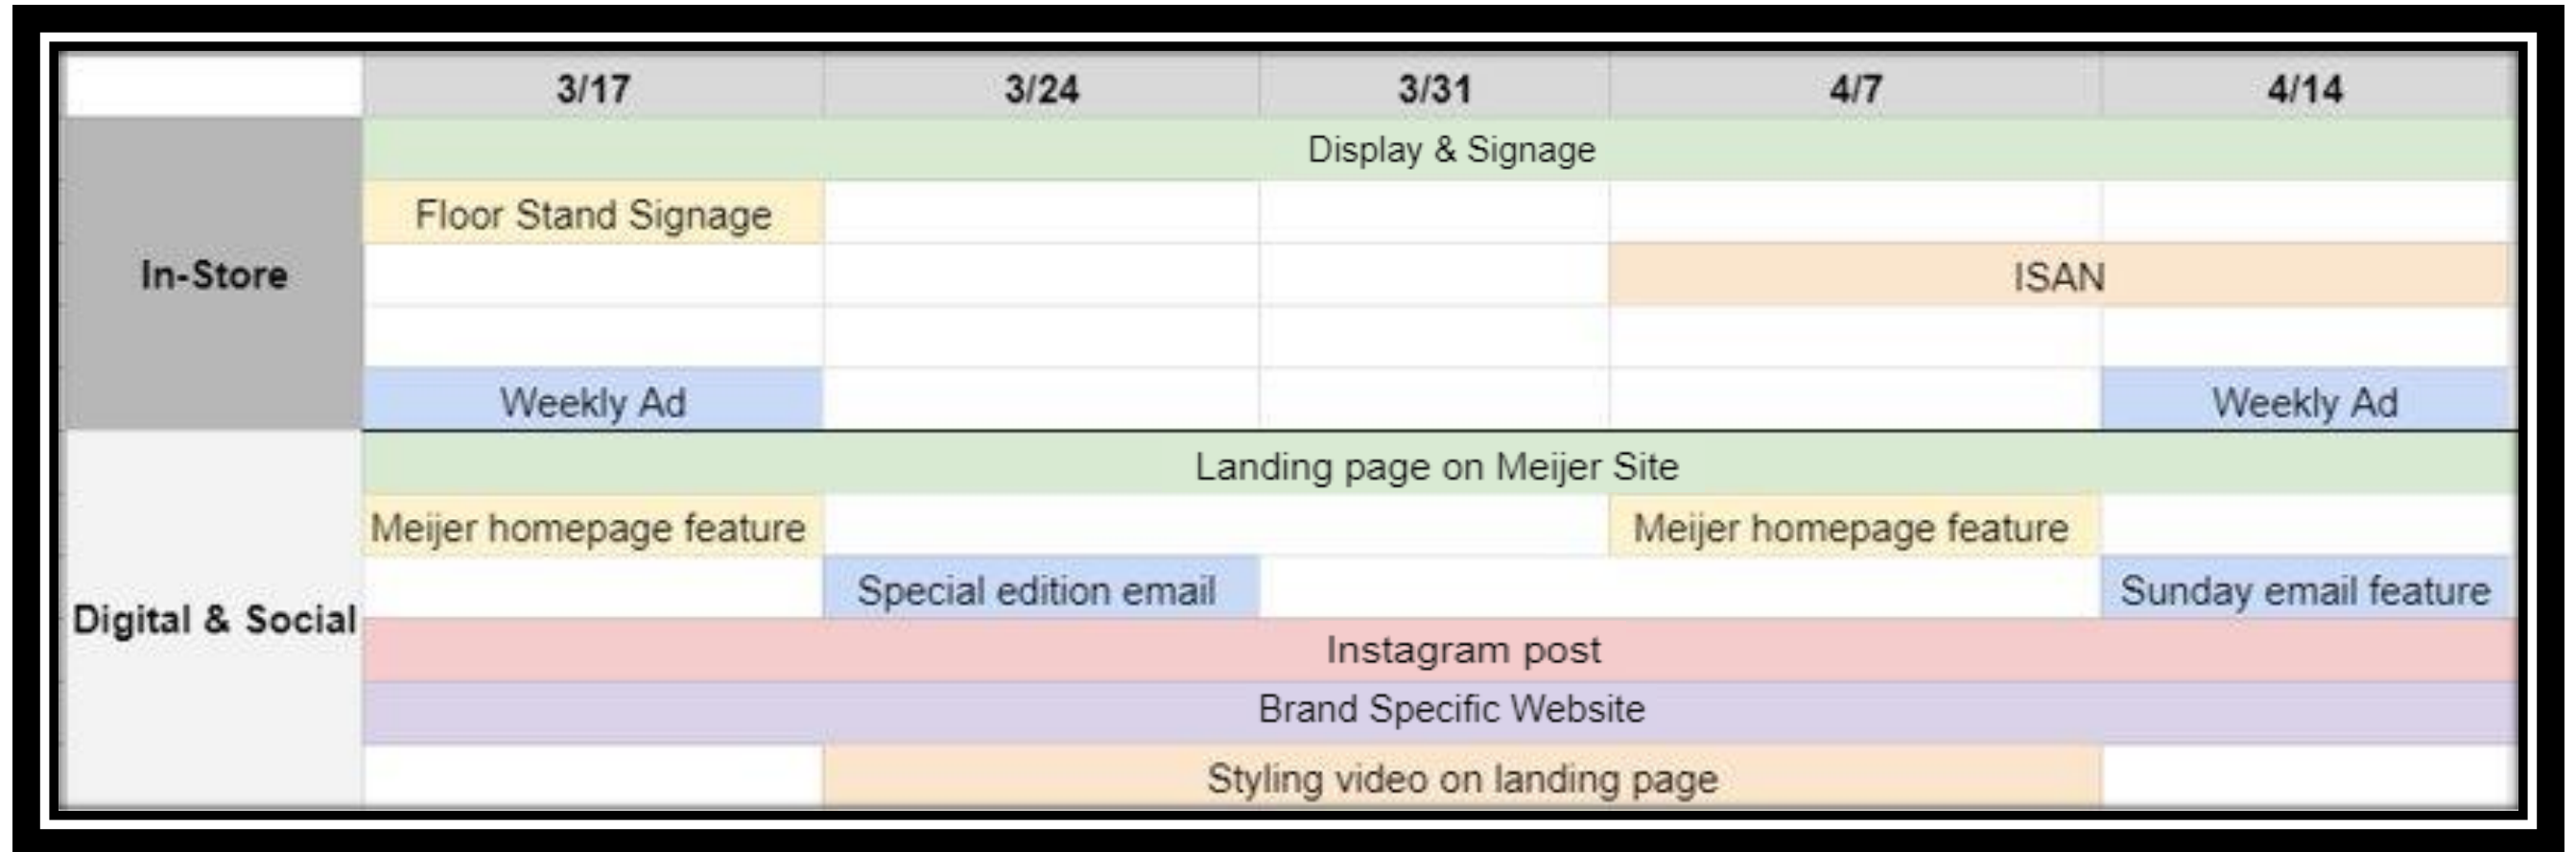 3/17 3/24 3/31 4/7 4/14
Display & Signage
Floor Stand Signage
In-Store
ISAN
Weekly Ad Weekly Ad
Landing page on Meijer Site
Meijer homepage feature Meijer homepage feature
Special edition email Sunday email feature
Digital & Social
Instagram post
Brand Specific Website
Styling video on landing page